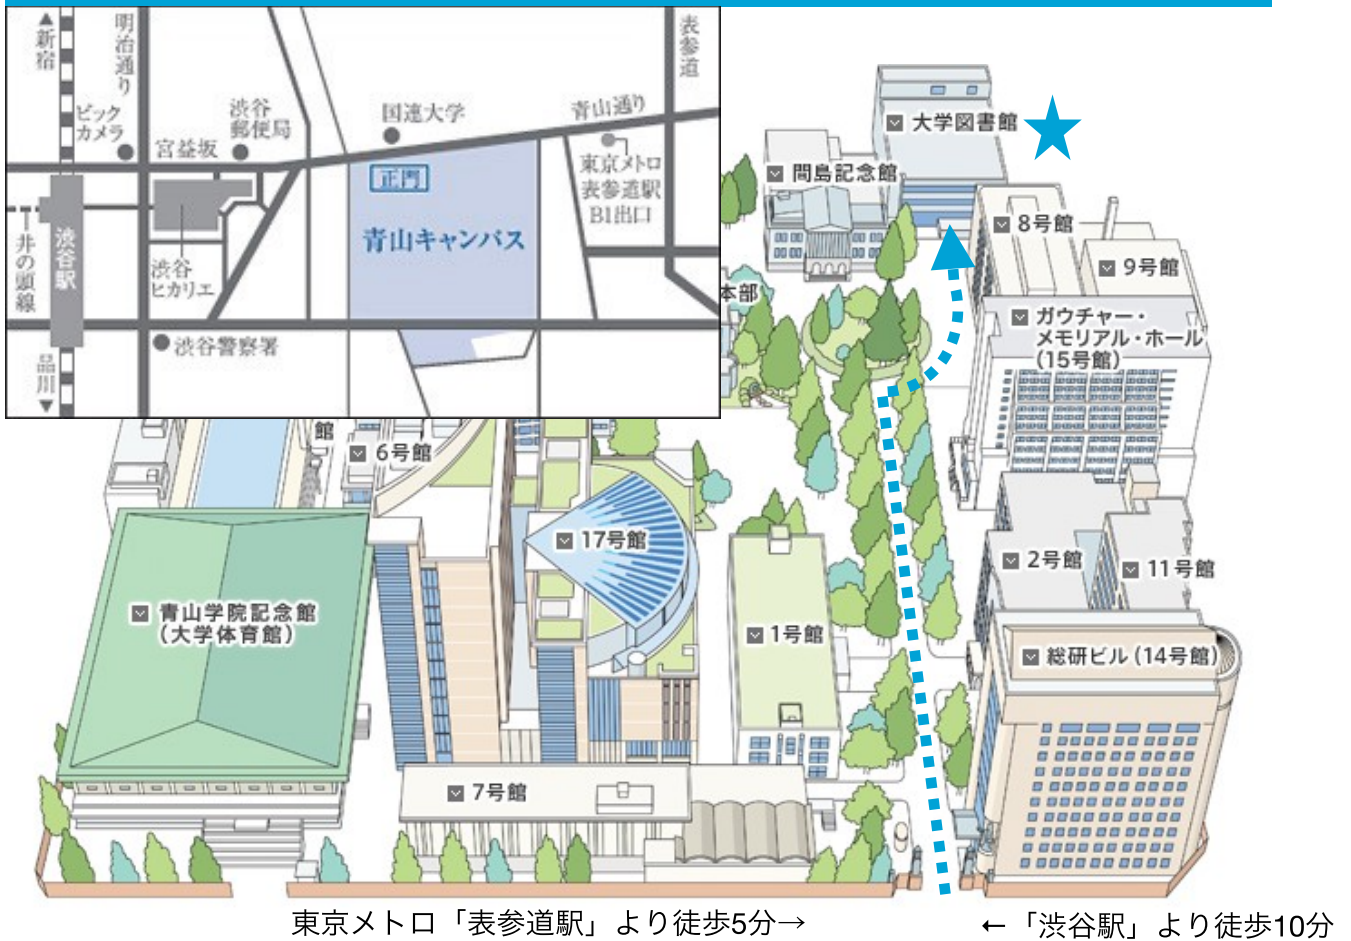 ▲新宿
明治通り
表参道
ビック
カメラ
宮益坂
渋谷
郵便局
国連大学
青山通り
正門
東京メトロ
表参道駅
B1出口
青山キャンパス
井の頭線
渋谷駅
渋谷
ヒカリエ
渋谷警察署
品川▼
大学図書館
間島記念館
8号館
9号館
本部
ガウチャー・
メモリアル・ホール
(15号館)
館
6号館
17号館
2号館
11号館
青山学院記念館
(大学体育館)
1号館
総研ビル(14号館)
7号館
東京メトロ「表参道駅」より徒歩5分→
←「渋谷駅」より徒歩10分